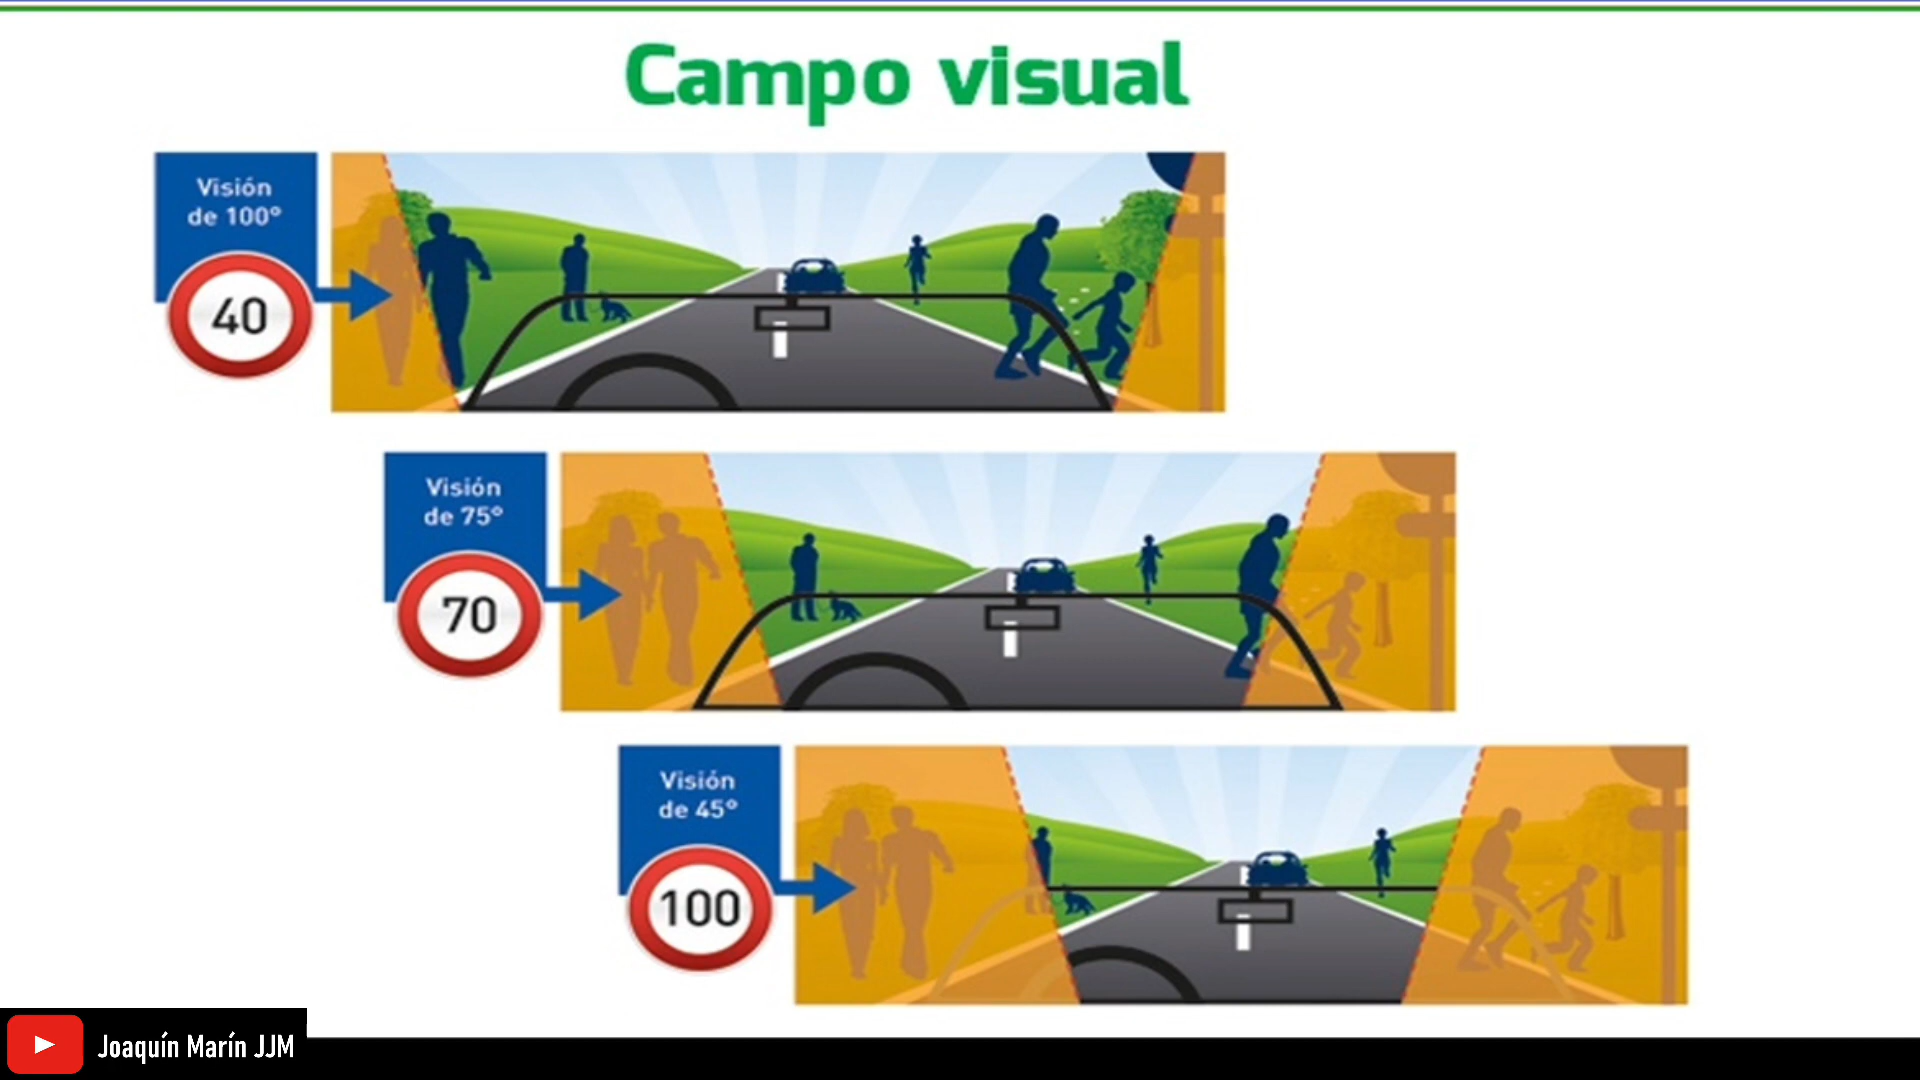 Campo visual
Visión
de 100°
40
Visión
de 75°
70
Visión
de 45°
100
Joaquín Marín JJM